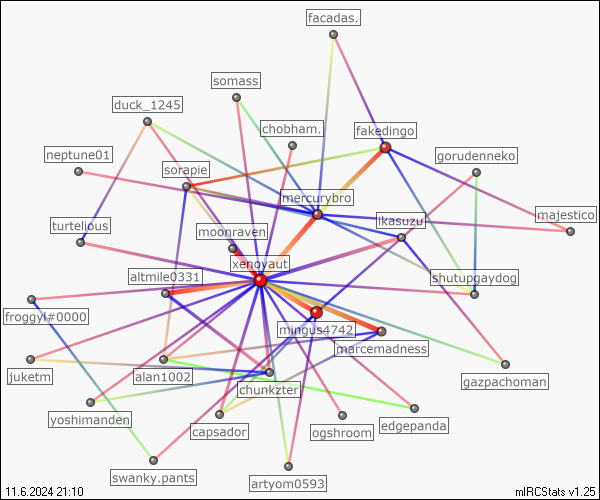 facadas.
somass
duck_1245
chobham.
fakedingo
neptune01
gorudenneko
sorapie
mercurybro
majestico
turtelious
moonraven
ikasuzu
xenoyaut
altmile0331
shutupgaydog
froggyl#0000
mingus4742
marcemadness
juketm
alan1002
chunkzter
gazpachoman
yoshimanden
capsador
ogshroom
edgepanda
swanky.pants
artyom0593
11.6.2024 21:10
mIRCStats v1.25